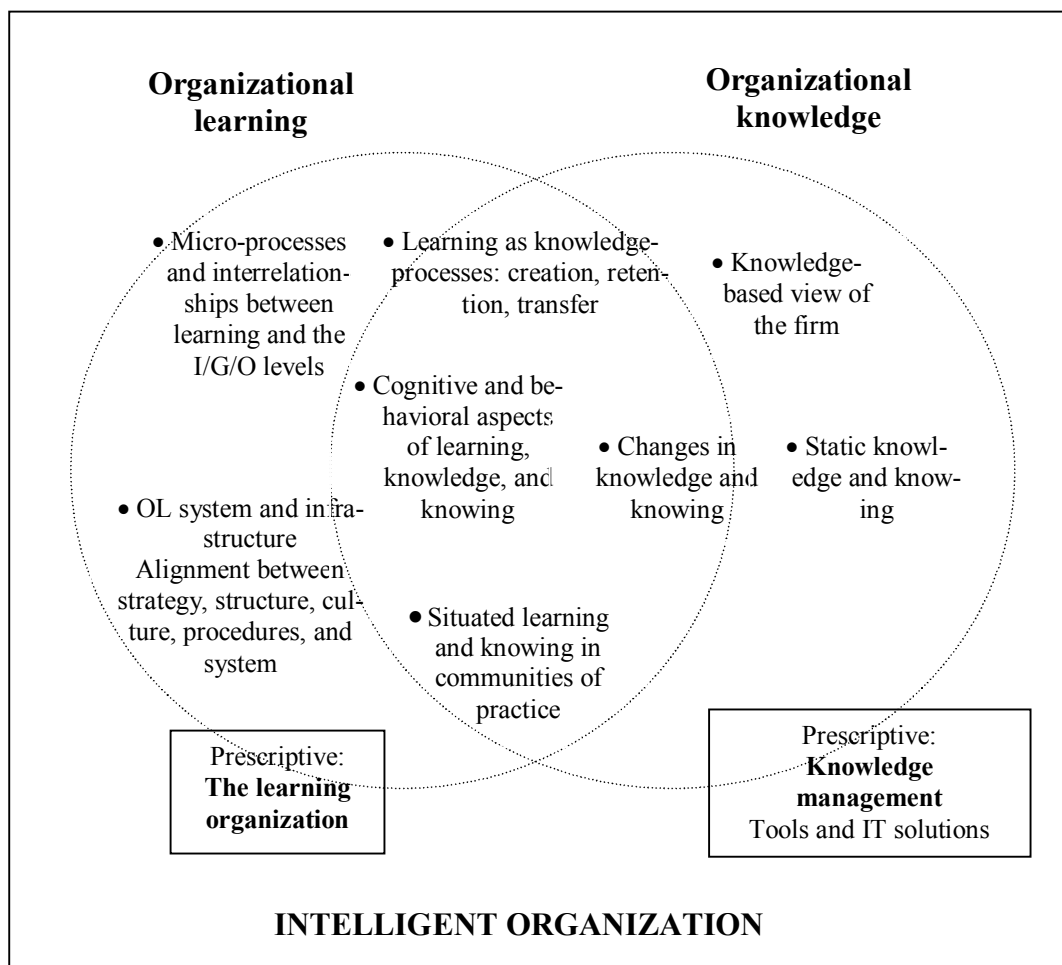 Organizational
learning
Organizational
knowledge
• Micro-processes
and interrelation-
ships between
learning and the
I/G/O levels
• OL system and infra-
structure
Alignment between
strategy, structure, cul-
ture, procedures, and
system
• Learning as knowledge-
processes: creation, reten-
tion, transfer
• Cognitive and be-
havioral aspects
of learning,
knowledge, and
knowing
• Changes in
knowledge and
knowing
• Situated learning
and knowing in
communities of
practice
• Knowledge-
based view of
the firm
• Static knowl-
edge and know-
ing
Prescriptive:
The learning
organization
Prescriptive:
Knowledge
management
Tools and IT solutions
INTELLIGENT ORGANIZATION